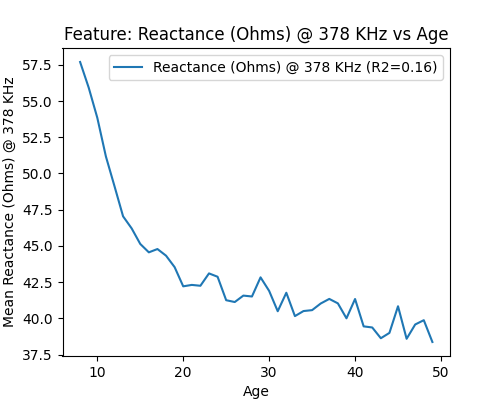 Feature: Reactance (Ohms) @ 378 KHz vs Age
Reactance (Ohms) @ 378 KHz (R2=0.16)
Mean Reactance (Ohms) @ 378 KHz
57.5
55.0
52.5
50.0
47.5
45.0
42.5
40.0
37.5
10 20 30 40 50
Age